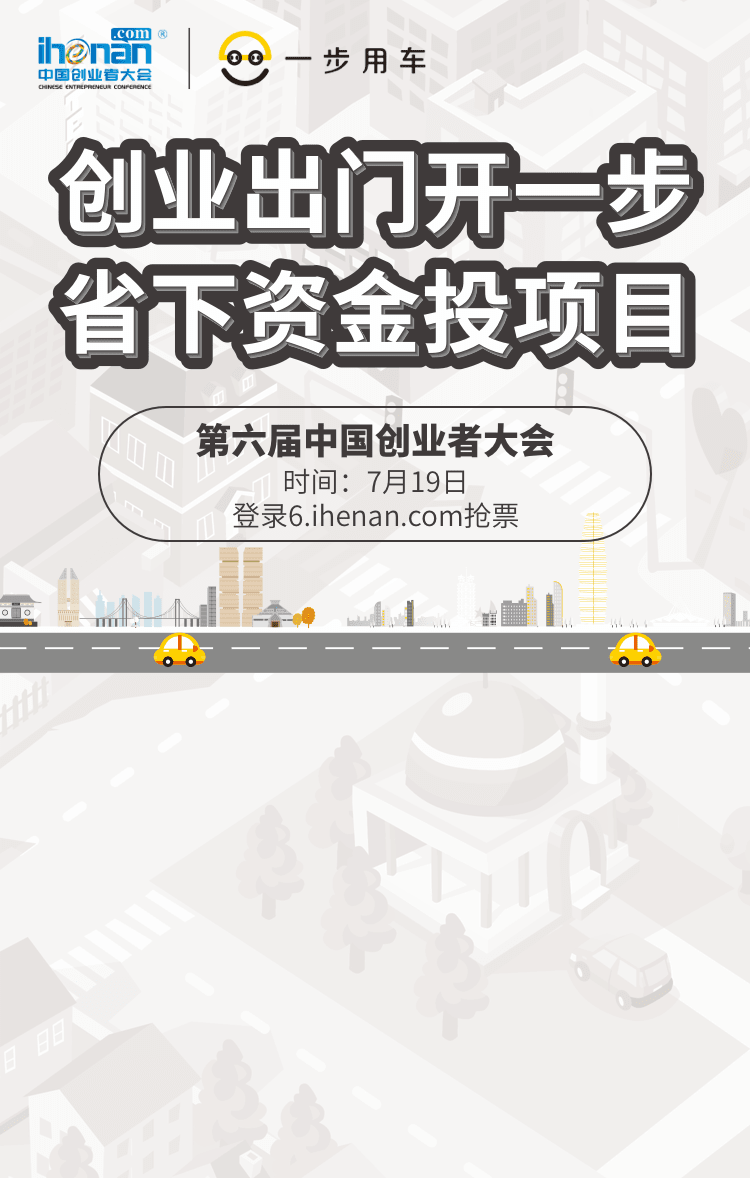 ihenan.com®
中国创业者大会
CHINESE ENTREPRENEUR CONFERENCE
一步用车
创业出门开一步
省下资金投项目
第六届中国创业者大会
时间：7月19日
登录6.ihenan.com抢票